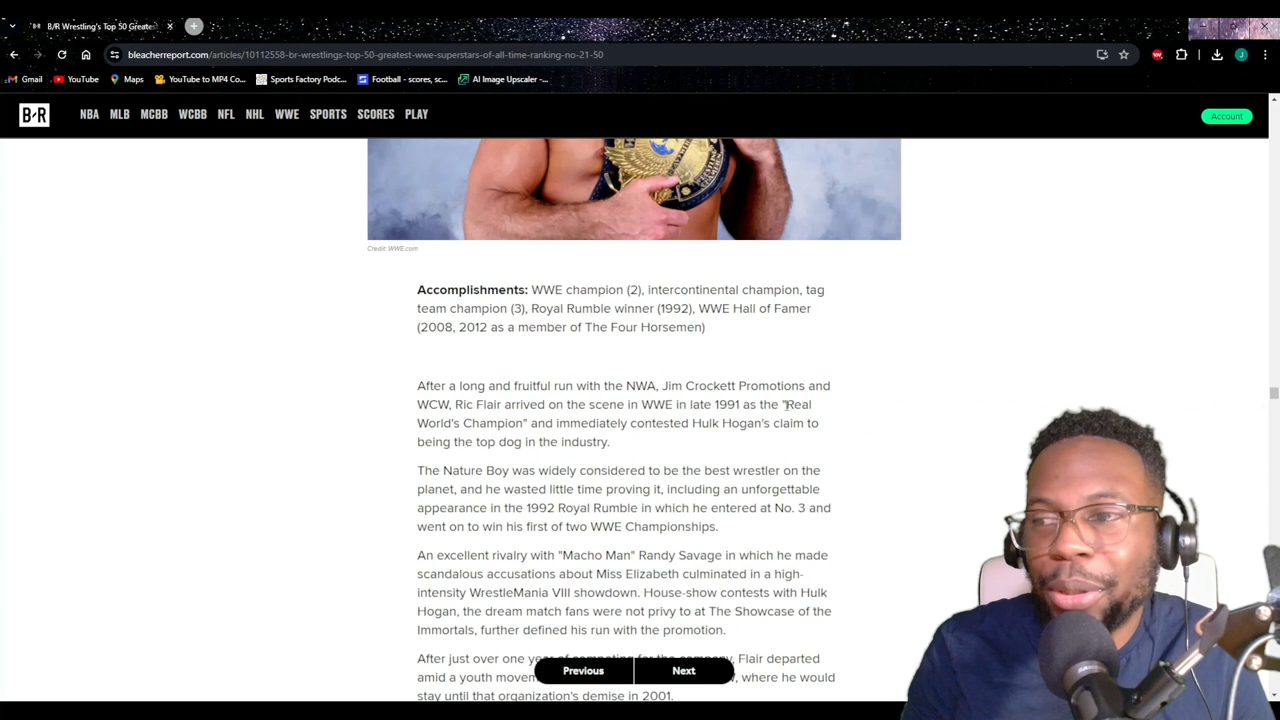 B/R Wrestling's Top 50 Greates
bleacherreport.com/articles/10112558-br-wrestlings-top-50-greatest-wwe-superstars-of-all-time-ranking-no-21-50
Gmail YouTube Maps YouTube to MP4 Co... Sports Factory Podc... Football - scores, sc... AI Image Upscaler -...
B/R NBA MLB MCBB WCBB NFL NHL WWE SPORTS SCORES PLAY Account
Credit: WWE.com
Accomplishments: WWE champion (2), intercontinental champion, tag
team champion (3), Royal Rumble winner (1992), WWE Hall of Famer
(2008, 2012 as a member of The Four Horsemen)
After a long and fruitful run with the NWA, Jim Crockett Promotions and
WCW, Ric Flair arrived on the scene in WWE in late 1991 as the "Real
World's Champion" and immediately contested Hulk Hogan's claim to
being the top dog in the industry.
The Nature Boy was widely considered to be the best wrestler on the
planet, and he wasted little time proving it, including an unforgettable
appearance in the 1992 Royal Rumble in which he entered at No. 3 and
went on to win his first of two WWE Championships.
An excellent rivalry with "Macho Man" Randy Savage in which he made
scandalous accusations about Miss Elizabeth culminated in a high-
intensity WrestleMania VIII showdown. House-show contests with Hulk
Hogan, the dream match fans were not privy to at The Showcase of the
Immortals, further defined his run with the promotion.
After just over one year of competing for the company, Flair departed
amid a youth where he would
stay until that organization's demise in 2001.
Previous Next